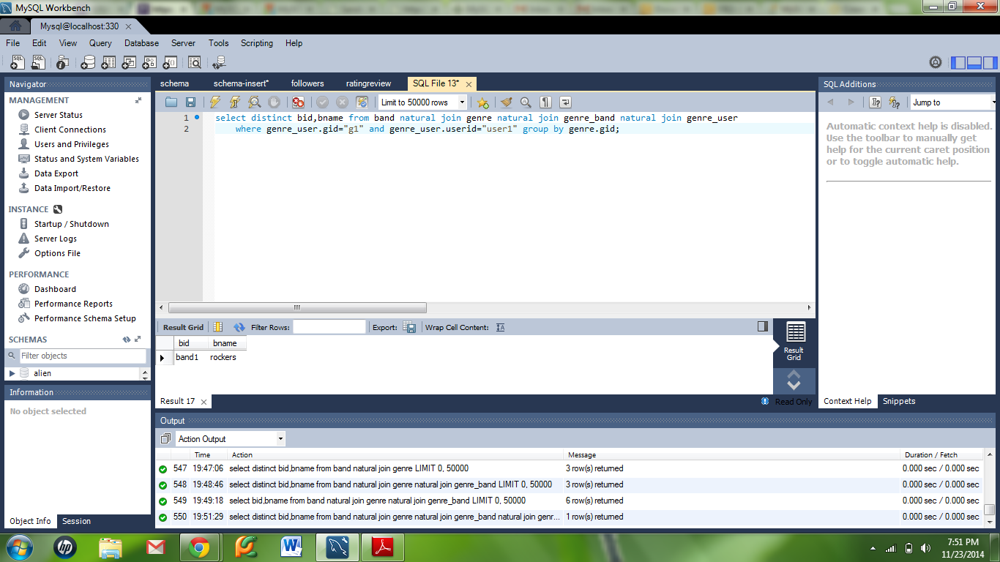 MySQL Workbench
Mysql@localhost:330
File Edit View Query Database Server Tools Scripting Help
Navigator
MANAGEMENT
Server Status
Client Connections
Users and Privileges
Status and System Variables
Data Export
Data Import/Restore
INSTANCE
Startup / Shutdown
Server Logs
Options File
PERFORMANCE
Dashboard
Performance Reports
Performance Schema Setup
SCHEMAS
Filter objects
alien
Information
No object selected
Object Info Session
schema schema-insert* followers ratingreview SQL File 13*
Limit to 50000 rows
1 select distinct bid,bname from band natural join genre natural join genre_band natural join genre_user
2 where genre_user.gid="g1" and genre_user.userid="user1" group by genre.gid;
Result Grid Filter Rows: Export: Wrap Cell Content:
bid bname
band1 rockers
Result Grid
Result 17
Read Only
SQL Additions
Jump to
Automatic context help is disabled.
Use the toolbar to manually get
help for the current caret position
or to toggle automatic help.
Context Help Snippets
Output
Action Output
Time Action Message Duration / Fetch
547 19:47:06 select distinct bid,bname from band natural join genre LIMIT 0, 50000 3 row(s) returned 0.000 sec / 0.000 sec
548 19:48:46 select distinct bid,bname from band natural join genre natural join genre_band LIMIT 0, 50000 3 row(s) returned 0.000 sec / 0.000 sec
549 19:49:18 select bid,bname from band natural join genre natural join genre_band LIMIT 0, 50000 6 row(s) returned 0.000 sec / 0.000 sec
550 19:51:29 select distinct bid,bname from band natural join genre natural join genre_band natural join genr... 1 row(s) returned 0.000 sec / 0.000 sec
7:51 PM
11/23/2014